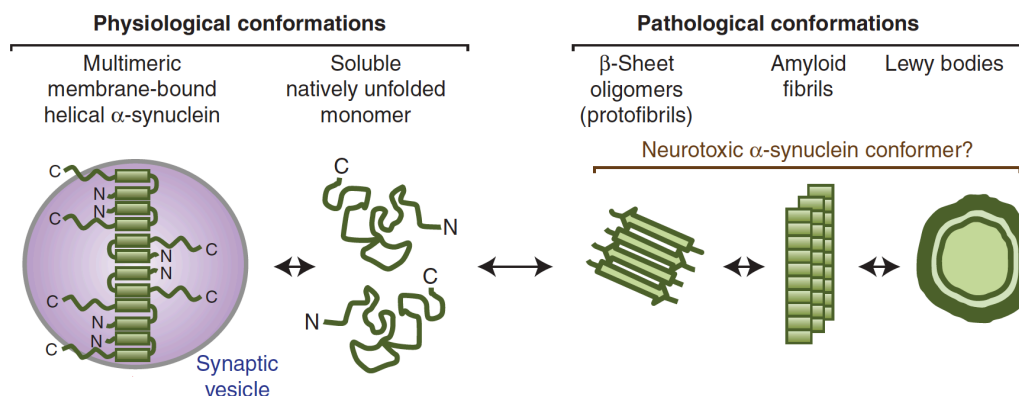 Physiological conformations
Pathological conformations
Multimeric
membrane-bound
helical α-synuclein
Soluble
natively unfolded
monomer
β-Sheet
oligomers
(protofibrils)
Amyloid
fibrils
Lewy bodies
Neurotoxic α-synuclein conformer?
C
N
N
C
C
N
N
C
C
N
N
C
Synaptic
vesicle
C
N
C
N